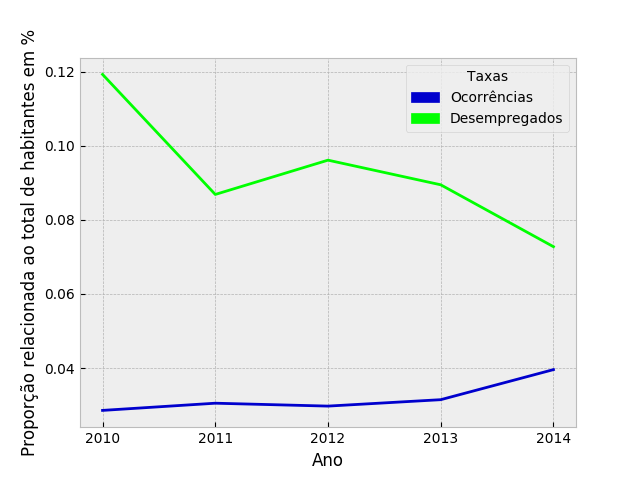 Proporção relacionada ao total de habitantes em %
0.12
0.10
0.08
0.06
0.04
Taxas
Ocorrências
Desempregados
2010 2011 2012 2013 2014
Ano